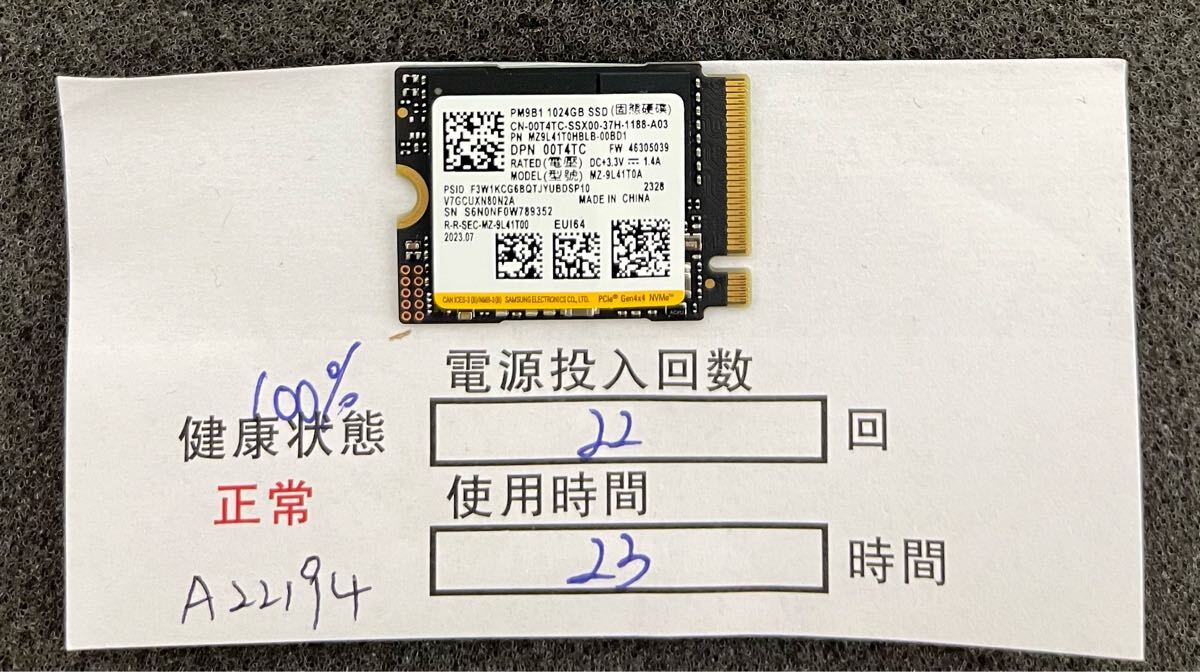 PM9B1 1024GB SSD (固態硬碟)
CN-00T4TC-SSX00-37H-1188-A03
PN MZ9L41T0HBLB-00BD1
DPN 00T4TC FW 46305039
RATED(電壓) DC+3.3V ⎓ 1.4A
MODEL(型號) MZ-9L41T0A
PSID F3W1KCG6BQTJYUBDSP10 2328
V7GCUXN80N2A MADE IN CHINA
SN S6N0NF0W789352
R-R-SEC-MZ-9L41T00 EUI64
2023.07
CAN ICES-3 (B)/NMB-3(B) SAMSUNG ELECTRONICS CO., LTD. PCIe® Gen4x4 NVMe™
電源投入回数
100%
健康状態 22 回
使用時間
正常
23 時間
A22194